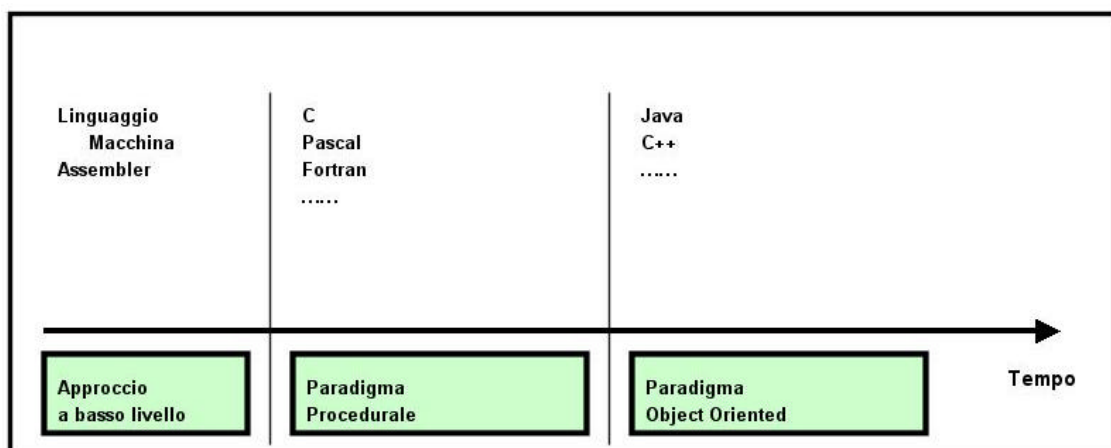 Linguaggio
Macchina
Assembler
C
Pascal
Fortran
......
Java
C++
......
Approccio
a basso livello
Paradigma
Procedurale
Paradigma
Object Oriented
Tempo